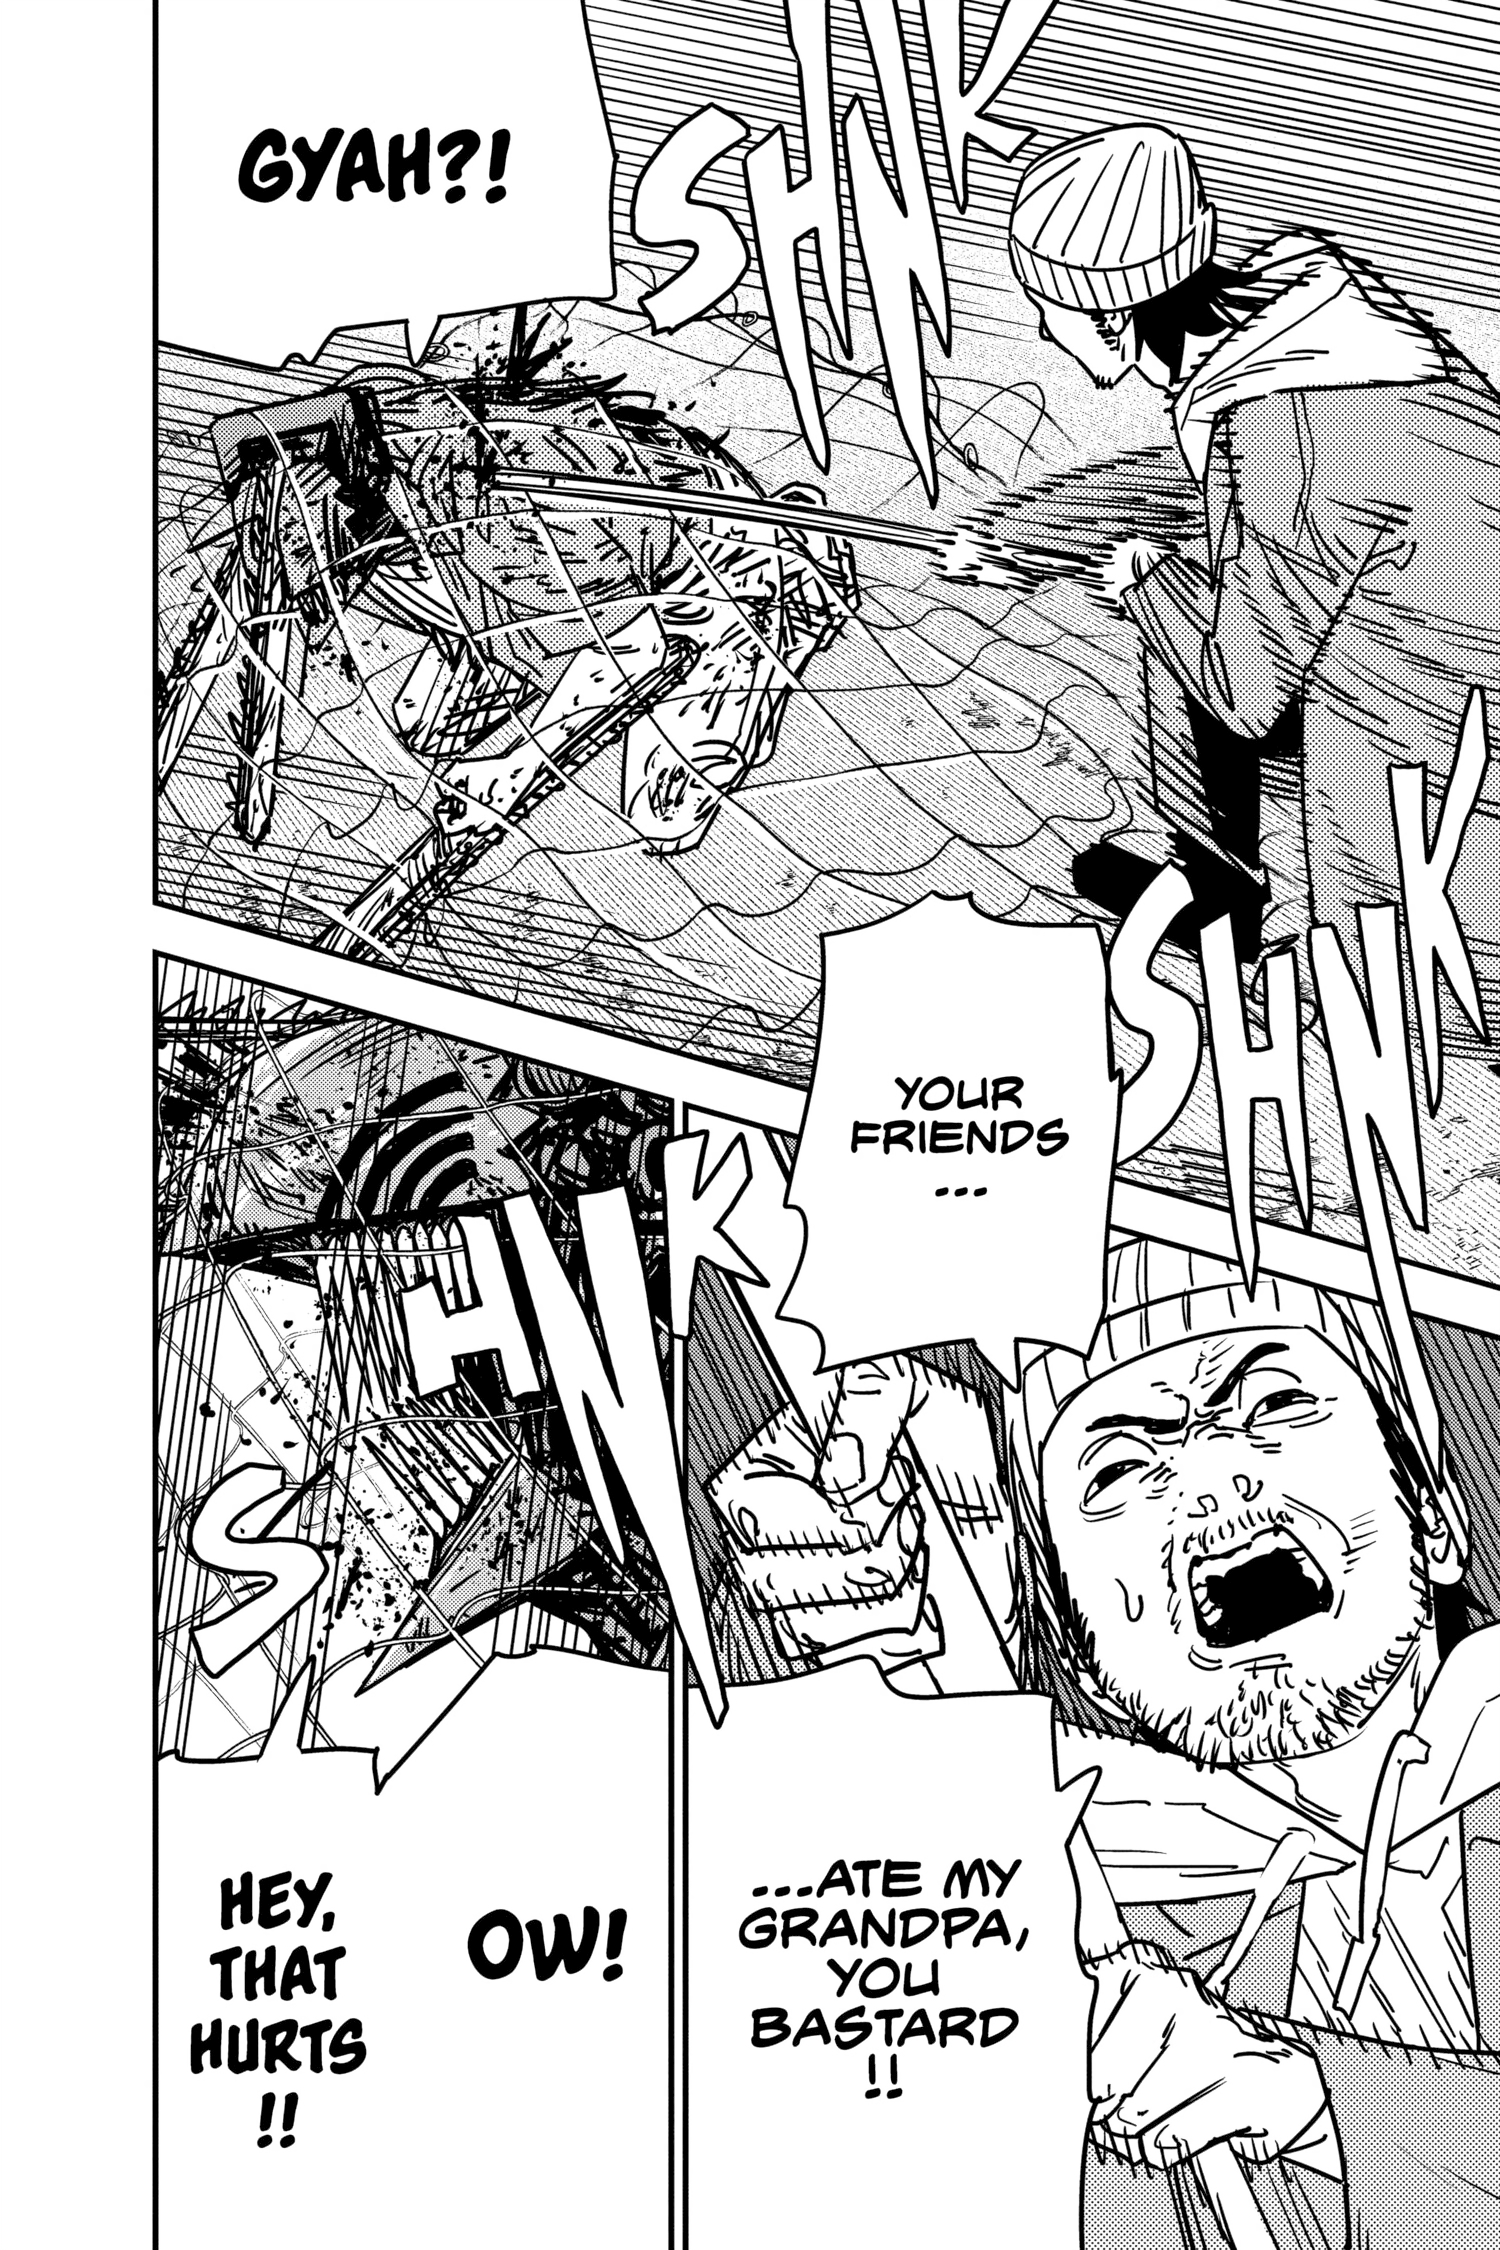 SHNK
GYAH?!
SHNK
YOUR
FRIENDS
...
...ATE MY
GRANDPA,
YOU
BASTARD
!!
SHNK
OW!
HEY,
THAT
HURTS
!!